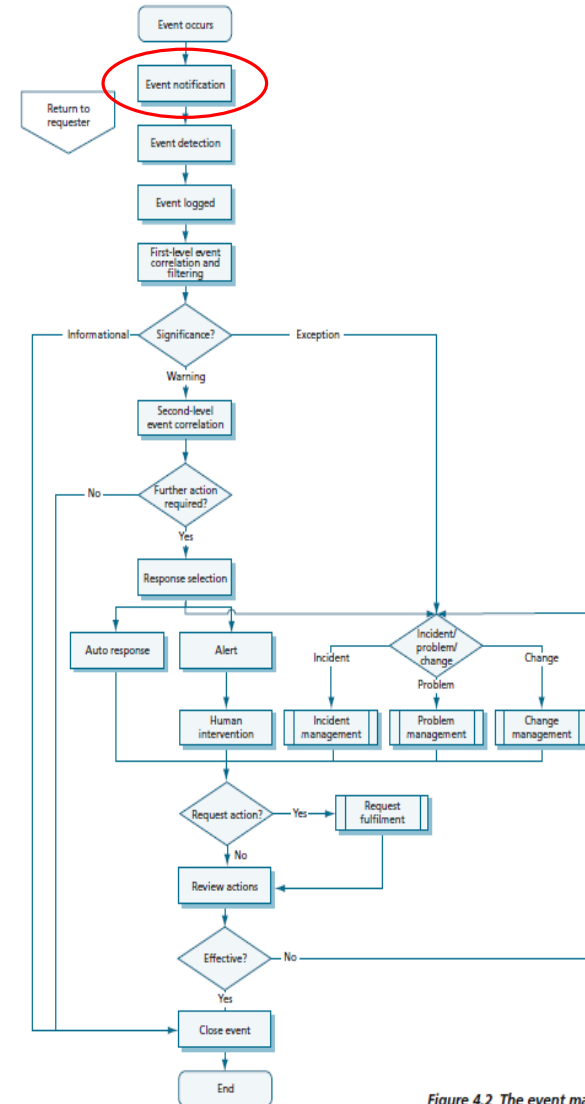 Event occurs
Event notification
Return to
requester
Event detection
Event logged
First-level event
correlation and
filtering
Informational
Significance?
Exception
Warning
Second-level
event correlation
No
Further action
required?
Yes
Response selection
Auto response
Alert
Incident
Incident/
problem/
change
Change
Problem
Human
intervention
Incident
management
Problem
management
Change
management
Request action?
Yes
Request
fulfilment
No
Review actions
Effective?
No
Yes
Close event
End
Figure 4.2 The event ma